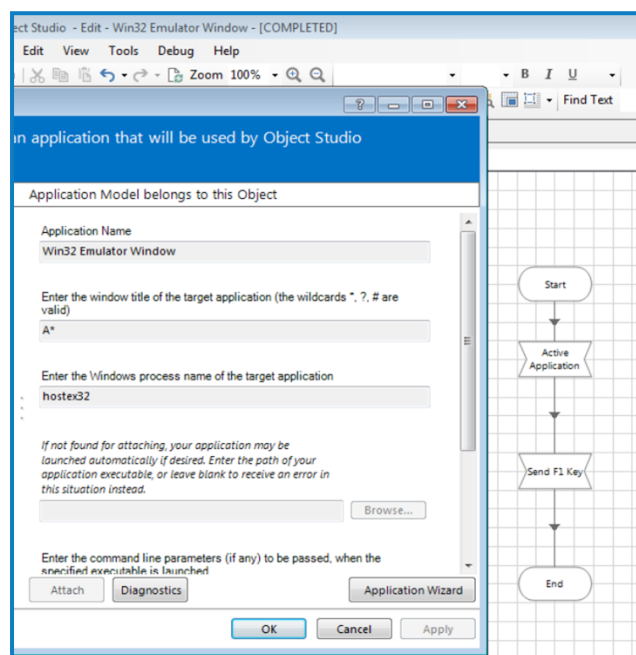 ect Studio - Edit - Win32 Emulator Window - [COMPLETED]
Edit View Tools Debug Help
Zoom 100% B I U
Find Text
an application that will be used by Object Studio
Application Model belongs to this Object
Application Name
Win32 Emulator Window
Enter the window title of the target application (the wildcards *, ?, # are
valid)
A*
Enter the Windows process name of the target application
hostex32
If not found for attaching, your application may be
launched automatically if desired. Enter the path of your
application executable, or leave blank to receive an error in
this situation instead.
Browse...
Enter the command line parameters (if any) to be passed, when the
specified executable is launched
Attach Diagnostics Application Wizard
OK Cancel Apply
Start
Active
Application
Send F1 Key
End